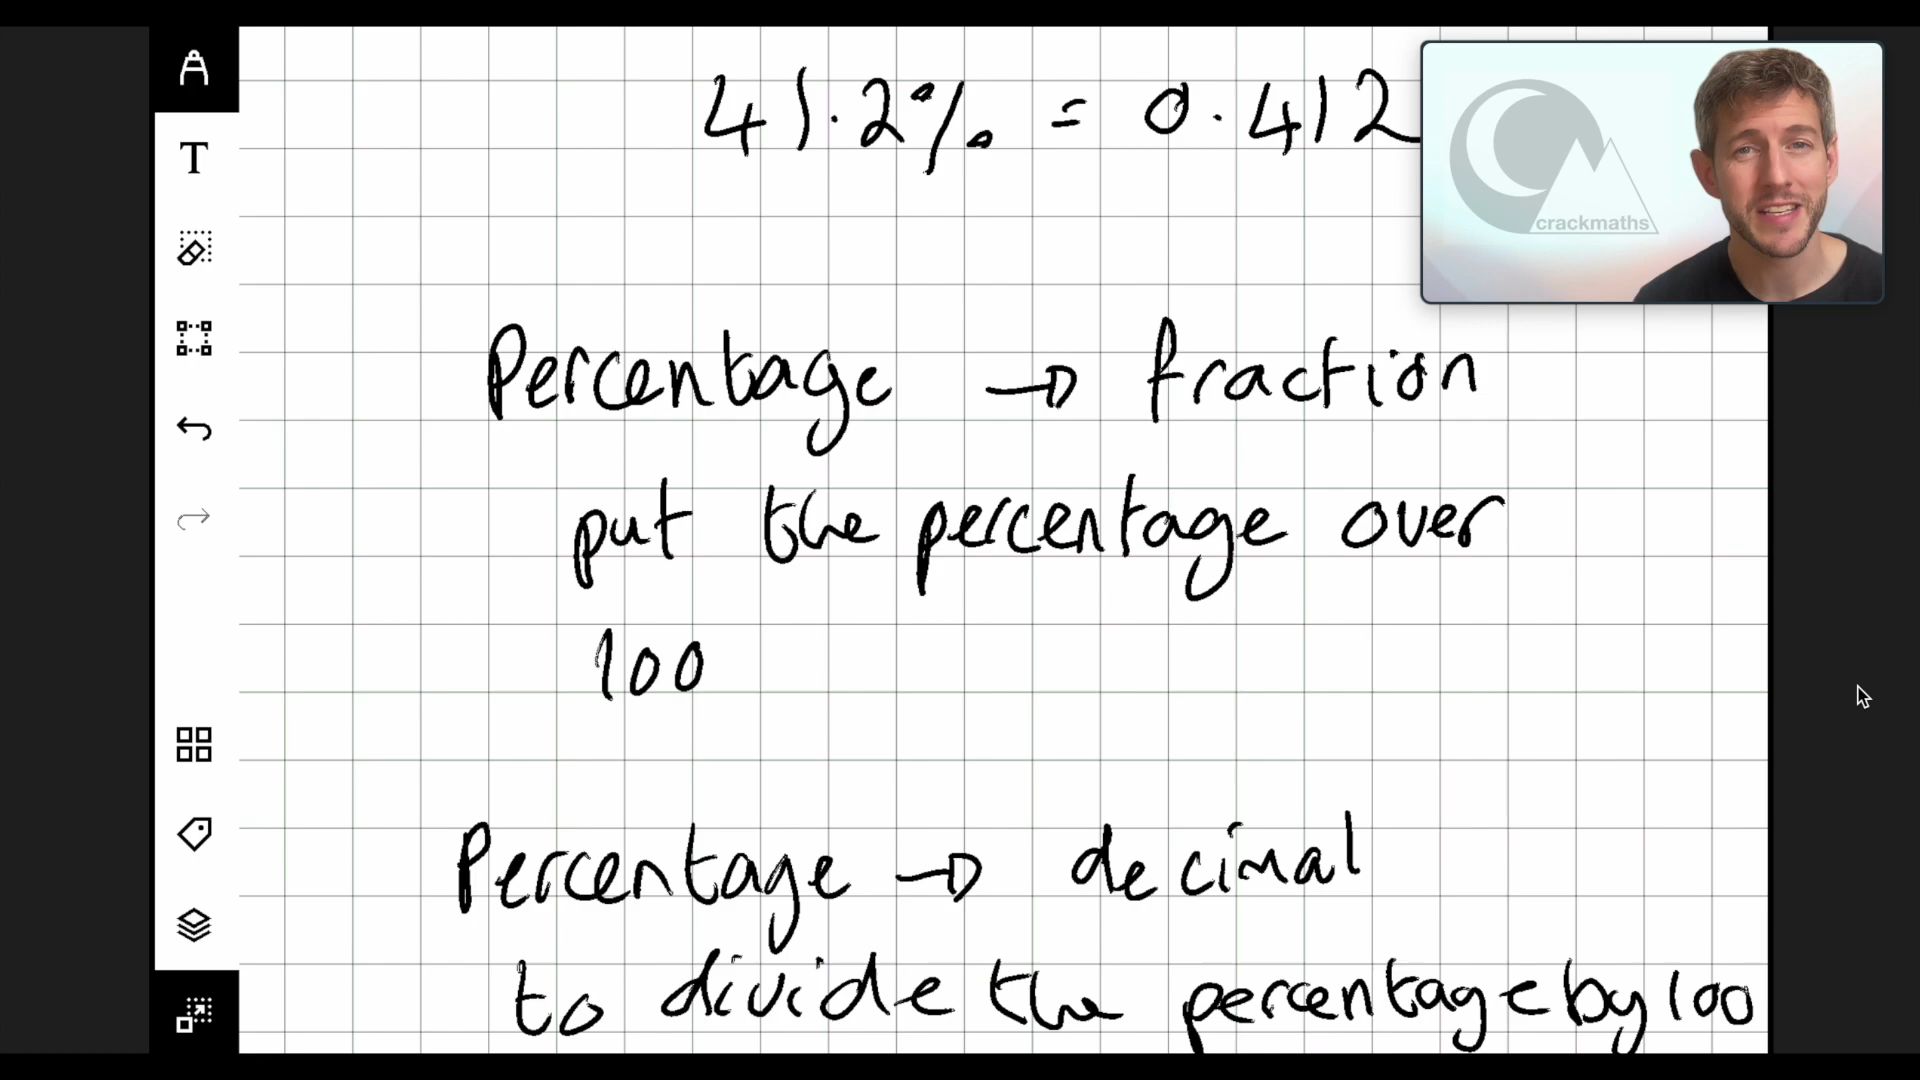 41.2% = 0.412
crackmaths
Percentage → fraction
put the percentage over
100
Percentage → decimal
to divide the percentage by 100
T